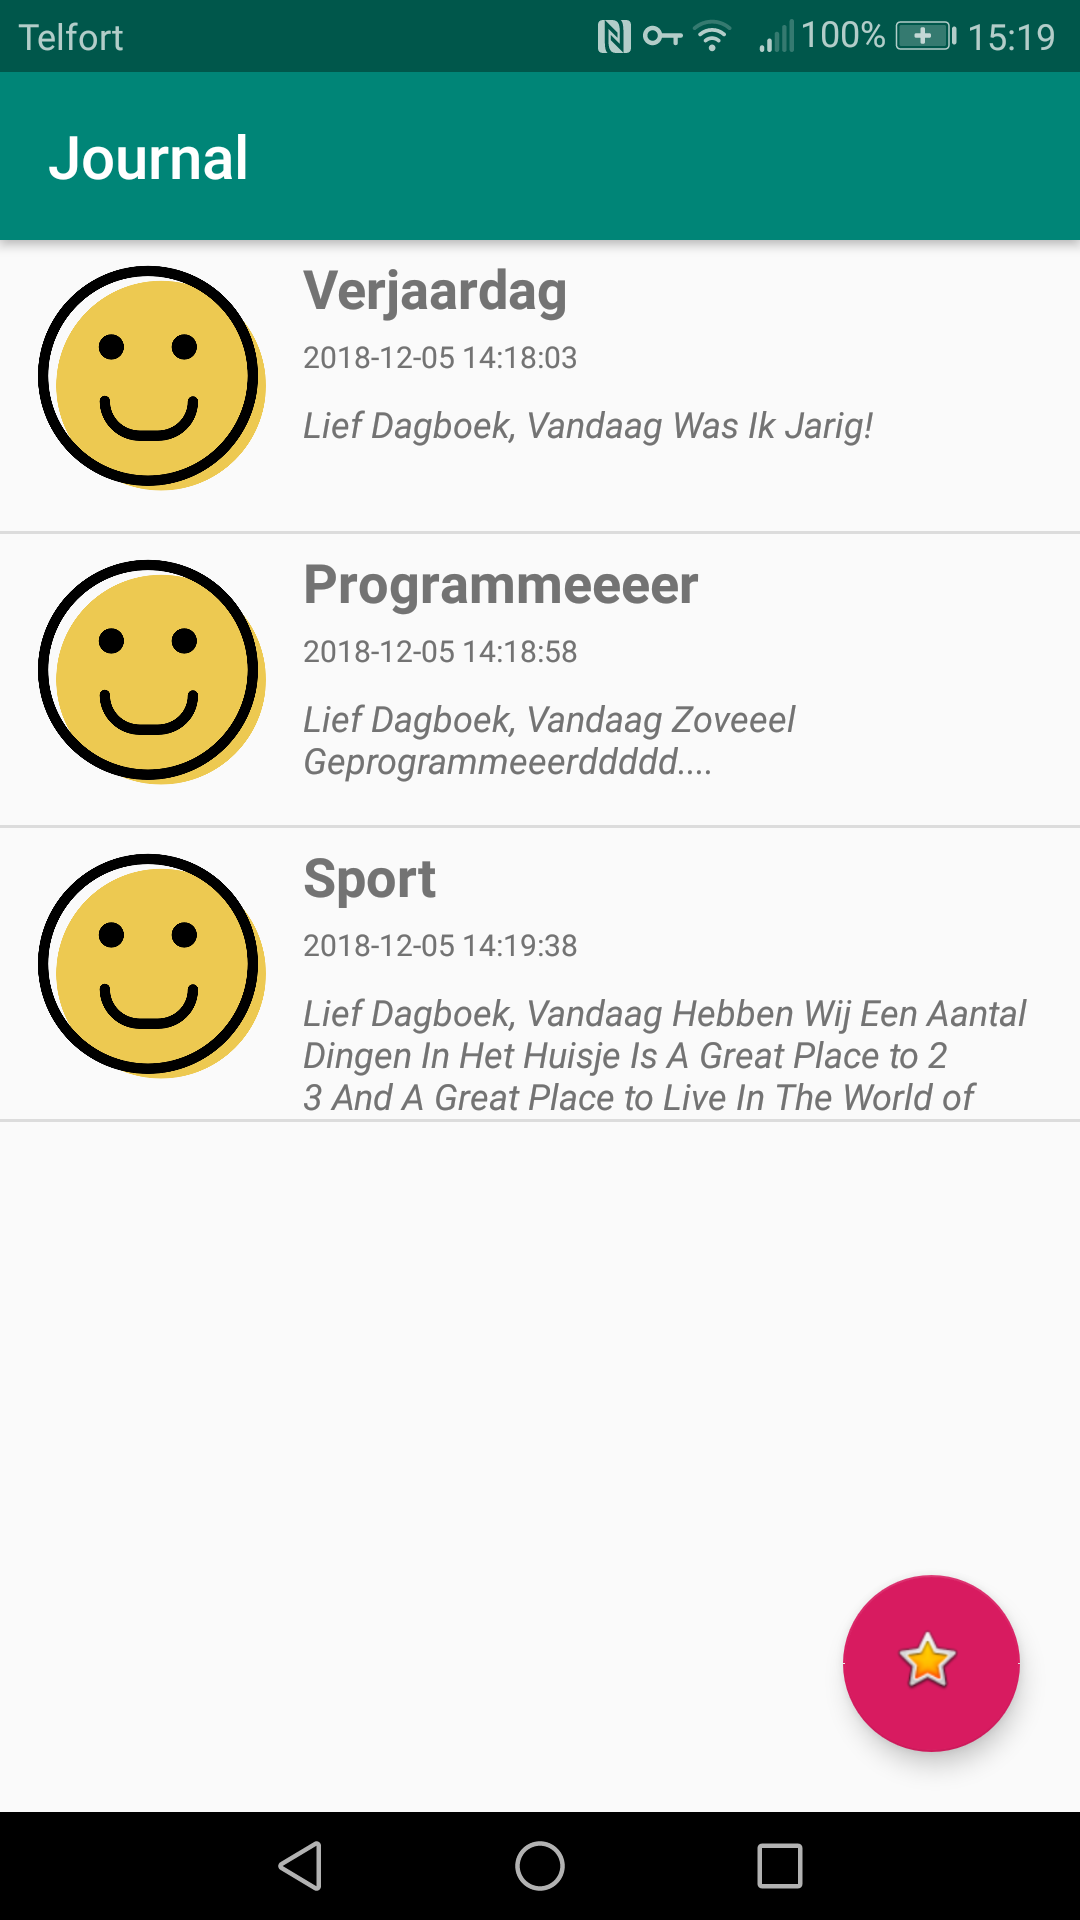 Telfort 100% 15:19
Journal
Verjaardag
2018-12-05 14:18:03
Lief Dagboek, Vandaag Was Ik Jarig!
Programmeeeer
2018-12-05 14:18:58
Lief Dagboek, Vandaag Zoveeel
Geprogrammeeerddddd....
Sport
2018-12-05 14:19:38
Lief Dagboek, Vandaag Hebben Wij Een Aantal
Dingen In Het Huisje Is A Great Place to 2
3 And A Great Place to Live In The World of